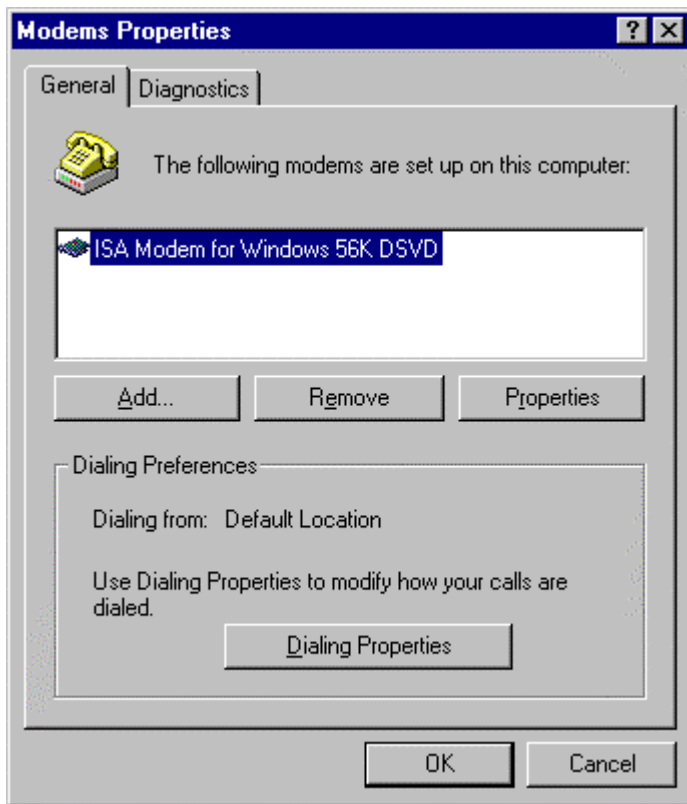 Modems Properties
General
Diagnostics
The following modems are set up on this computer:
ISA Modem for Windows 56K DSVD
Add...
Remove
Properties
Dialing Preferences
Dialing from: Default Location
Use Dialing Properties to modify how your calls are
dialed.
Dialing Properties
OK
Cancel